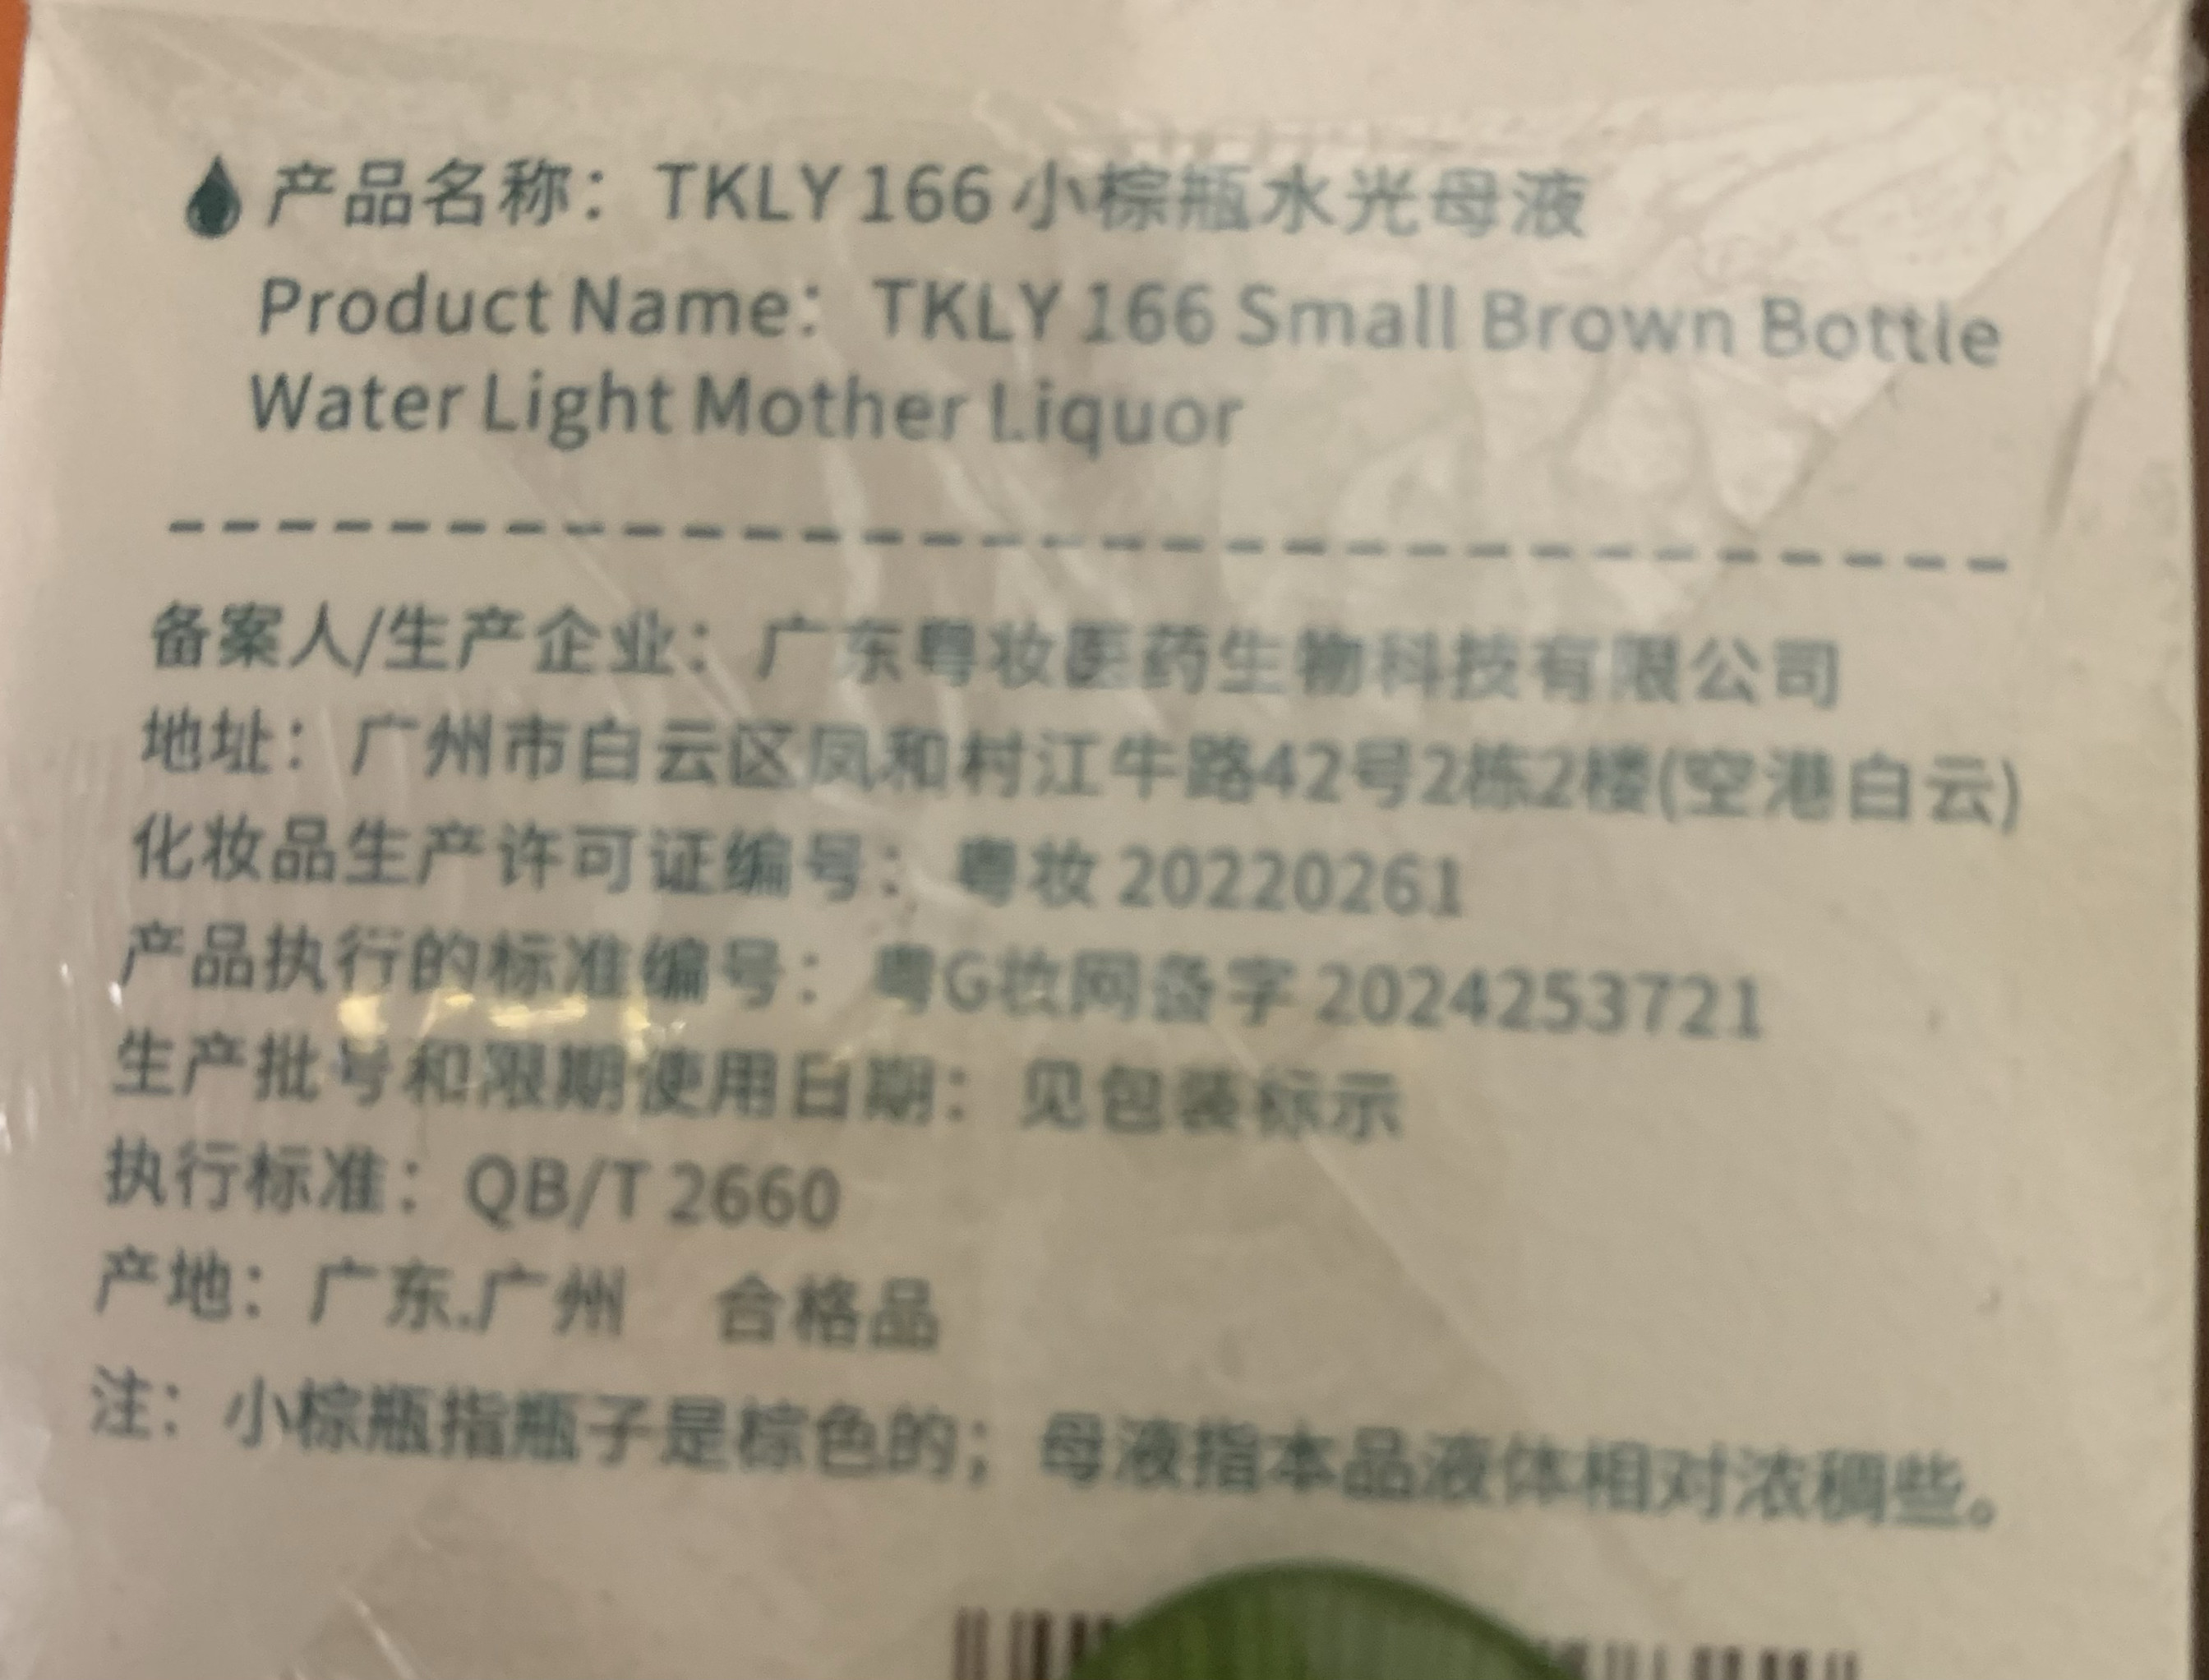 产品名称：TKLY 166 小棕瓶水光母液
Product Name：TKLY 166 Small Brown Bottle
Water Light Mother Liquor
备案人/生产企业：广东粤妆医药生物科技有限公司
地址：广州市白云区凤和村江牛路42号2栋2楼(空港白云)
化妆品生产许可证编号：粤妆 20220261
产品执行的标准编号：粤G妆网备字 2024253721
生产批号和限期使用日期：见包装标示
执行标准：QB/T 2660
产地：广东.广州 合格品
注：小棕瓶指瓶子是棕色的；母液指本品液体相对浓稠些。